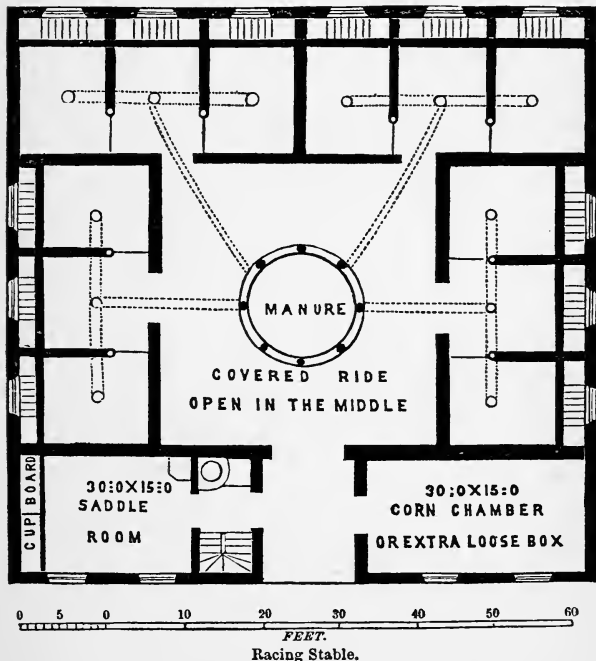 MANURE
COVERED RIDE
OPEN IN THE MIDDLE
CUP BOARD
30:0X15:0
SADDLE
ROOM
30:0X15:0
CORN CHAMBER
OR EXTRA LOOSE BOX
0 5 0 10 20 30 40 50 60
FEET.
Racing Stable.